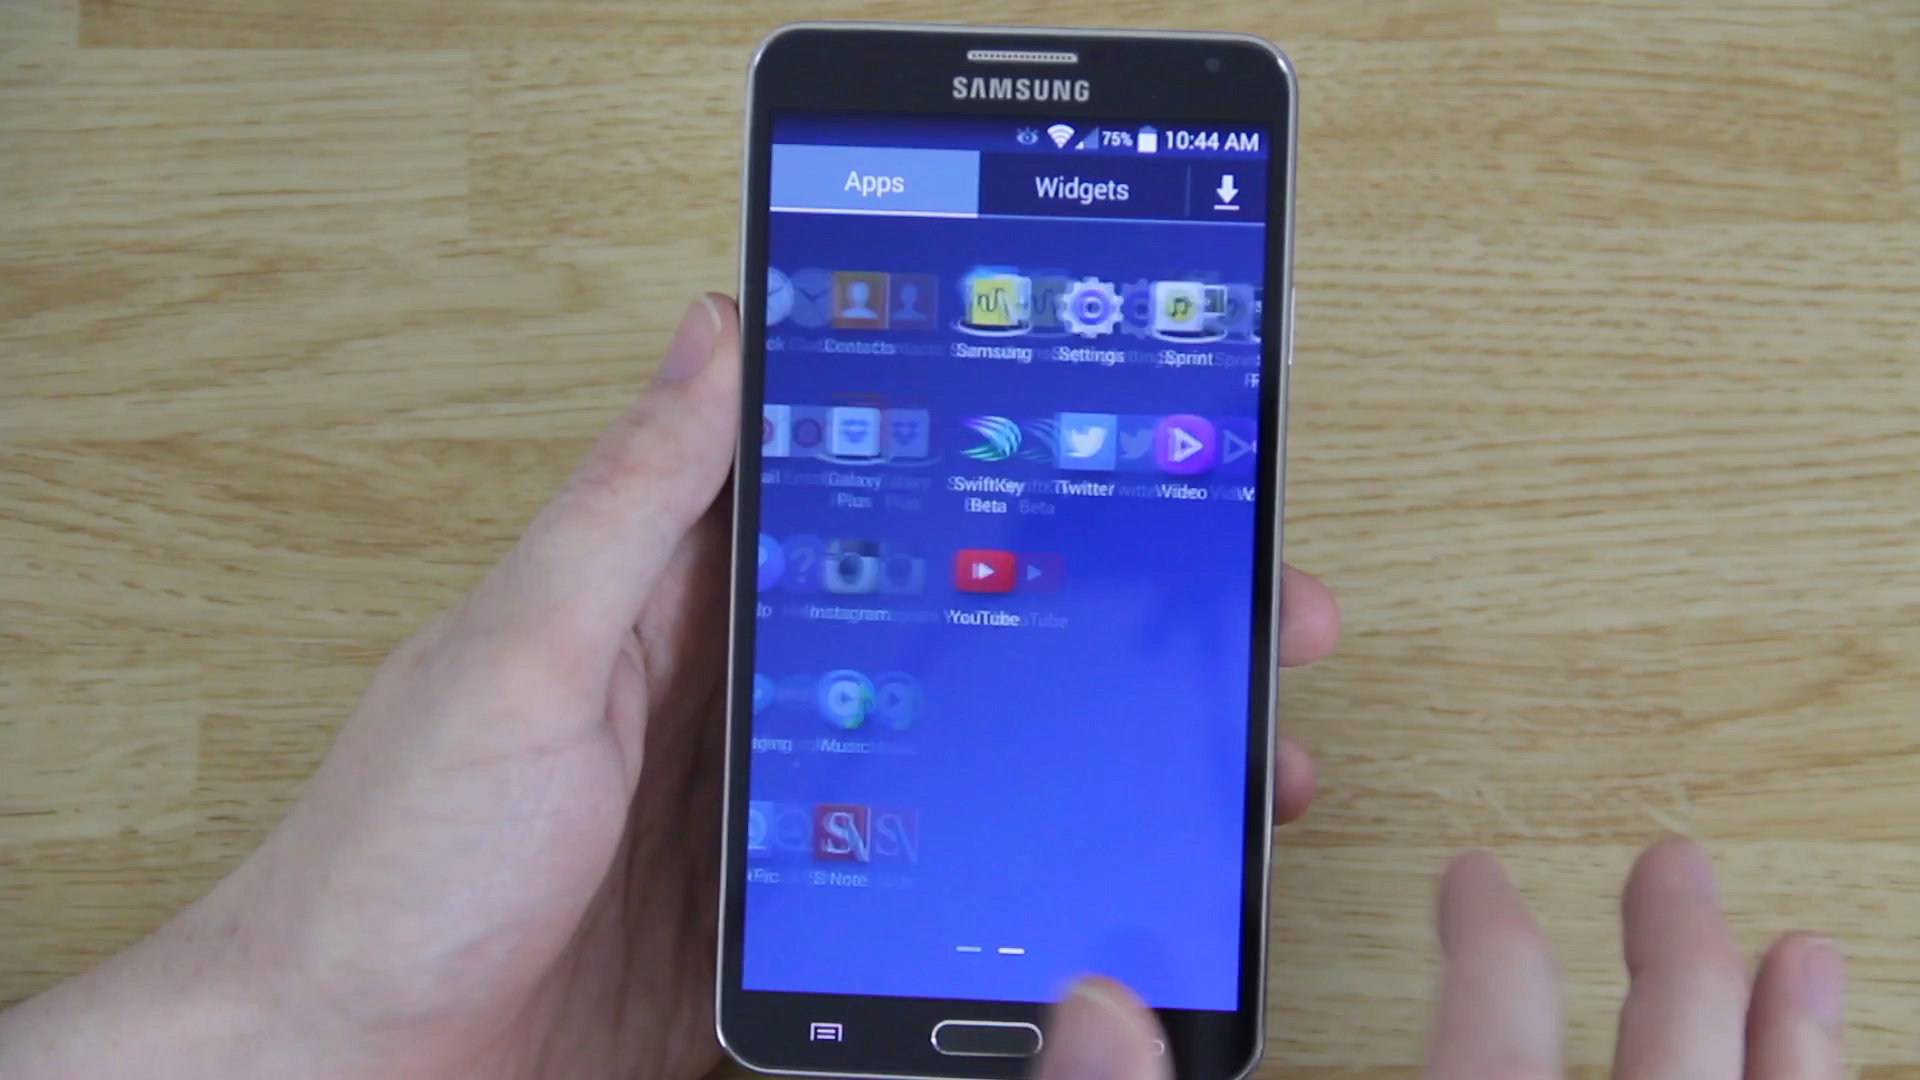 SAMSUNG
75% 10:44 AM
Apps Widgets
Contacts Samsung Settings Sprint
Galaxy Plus SwiftKey Beta Twitter Video
Instagram YouTube
Music
S Note